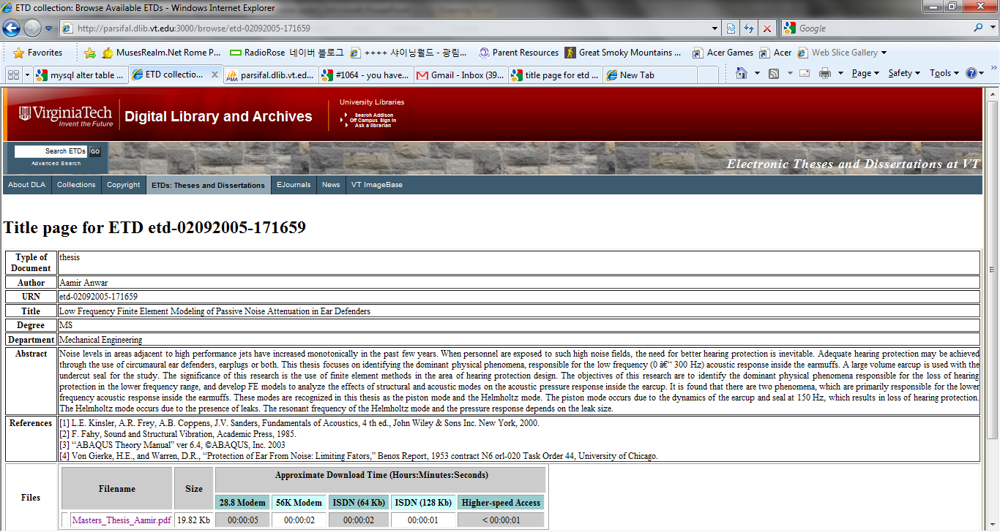 ETD collection: Browse Available ETDs - Windows Internet Explorer
http://parsifal.dlib.vt.edu:3000/browse/etd-02092005-171659
Google
Favorites MusesRealm.Net Rome P... RadioRose 네이버 블로그 ++++ 샤이닝월드 - 광림... Parent Resources Great Smoky Mountains ... Acer Games Acer Web Slice Gallery
mysql alter table ... ETD collectio... parsifal.dlib.vt.ed... #1064 - you have... Gmail - Inbox (39... title page for etd ... New Tab Page Safety Tools
VirginiaTech
Invent the Future
Digital Library and Archives
University Libraries
Search Addison
Off Campus Sign In
Ask a librarian
Search ETDs GO
Advanced Search
Electronic Theses and Dissertations at VT
About DLA Collections Copyright ETDs: Theses and Dissertations EJournals News VT ImageBase
Title page for ETD etd-02092005-171659
Typle of Document thesis
Author Aamir Anwar
URN etd-02092005-171659
Title Low Frequency Finite Element Modeling of Passive Noise Attenuation in Ear Defenders
Degree MS
Department Mechanical Engineering
Abstract Noise levels in areas adjacent to high performance jets have increased monotonically in the past few years. When personnel are exposed to such high noise fields, the need for better hearing protection is inevitable. Adequate hearing protection may be achieved
through the use of circumaural ear defenders, earplugs or both. This thesis focuses on identifying the dominant physical phenomena, responsible for the low frequency (0 â€“ 300 Hz) acoustic response inside the earmuffs. A large volume earcup is used with the
undercut seal for the study. The significance of this research is the use of finite element methods in the area of hearing protection design. The objectives of this research are to identify the dominant physical phenomena responsible for the loss of hearing
protection in the lower frequency range, and develop FE models to analyze the effects of structural and acoustic modes on the acoustic pressure response inside the earcup. It is found that there are two phenomena, which are primarily responsible for the lower
frequency acoustic response inside the earmuffs. These modes are recognized in this thesis as the piston mode and the Helmholtz mode. The piston mode occurs due to the dynamics of the earcup and seal at 150 Hz, which results in loss of hearing protection.
The Helmholtz mode occurs due to the presence of leaks. The resonant frequency of the Helmholtz mode and the pressure response depends on the leak size.
References [1] L.E. Kinsler, A.R. Frey, A.B. Coppens, J.V. Sanders, Fundamentals of Acoustics, 4 th ed., John Wiley & Sons Inc. New York, 2000.
[2] F. Fahy, Sound and Structural Vibration, Academic Press, 1985.
[3] “ABAQUS Theory Manual” ver 6.4, ©ABAQUS, Inc. 2003
[4] Von Gierke, H.E., and Warren, D.R., “Protection of Ear From Noise: Limiting Fators,” Benox Report, 1953 contract N6 orl-020 Task Order 44, University of Chicago.
Files
Filename Size Approximate Download Time (Hours:Minutes:Seconds)
28.8 Modem 56K Modem ISDN (64 Kb) ISDN (128 Kb) Higher-speed Access
Masters_Thesis_Aamir.pdf 19.82 Kb 00:00:05 00:00:02 00:00:02 00:00:01 < 00:00:01